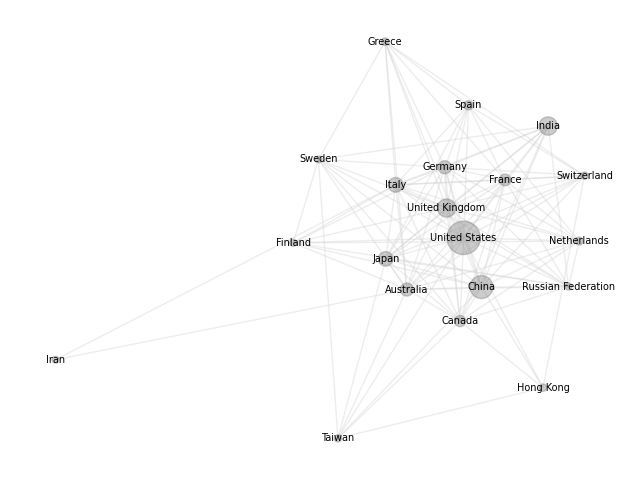 Greece
Spain
India
Sweden
Germany
Italy
France
Switzerland
United Kingdom
United States
Finland
Netherlands
Japan
Australia
China
Russian Federation
Canada
Iran
Hong Kong
Taiwan